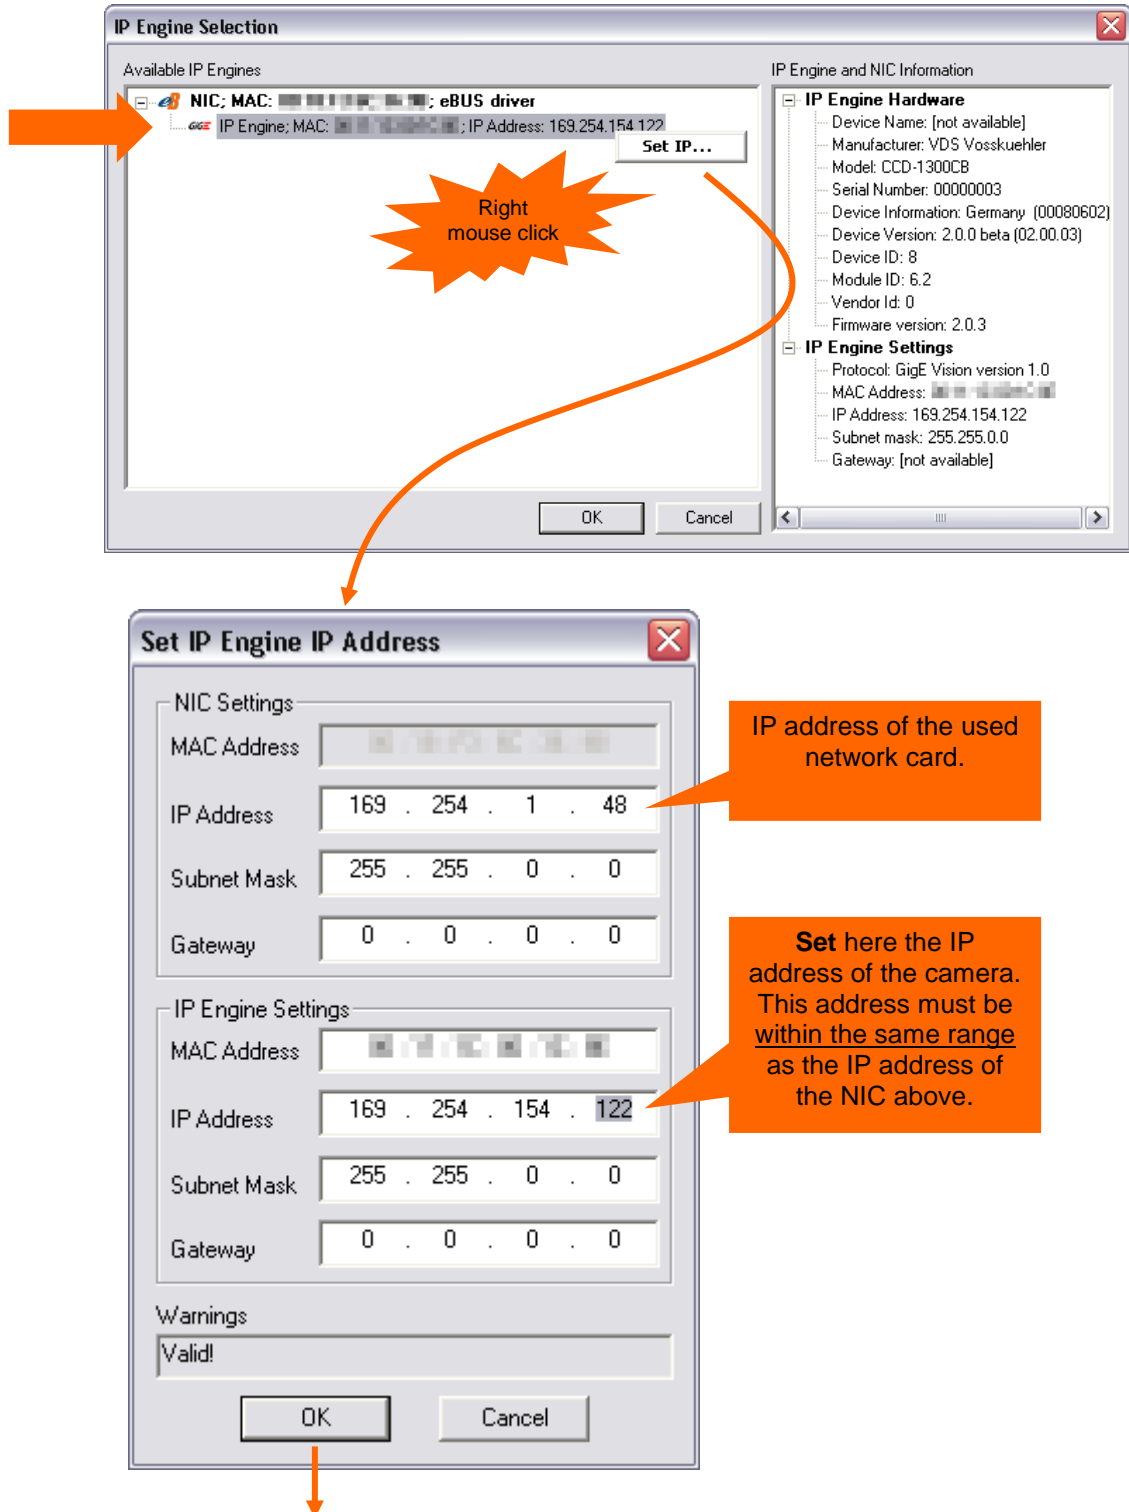 IP Engine Selection
Available IP Engines
IP Engine and NIC Information
NIC; MAC: ; eBUS driver
GIGE IP Engine; MAC: ; IP Address: 169.254.154.122
Set IP...
Right
mouse click
IP Engine Hardware
Device Name: [not available]
Manufacturer: VDS Vosskuehler
Model: CCD-1300CB
Serial Number: 00000003
Device Information: Germany (00080602)
Device Version: 2.0.0 beta (02.00.03)
Device ID: 8
Module ID: 6.2
Vendor Id: 0
Firmware version: 2.0.3
IP Engine Settings
Protocol: GigE Vision version 1.0
MAC Address:
IP Address: 169.254.154.122
Subnet mask: 255.255.0.0
Gateway: [not available]
OK
Cancel
Set IP Engine IP Address
NIC Settings
MAC Address
IP Address 169 . 254 . 1 . 48
Subnet Mask 255 . 255 . 0 . 0
Gateway 0 . 0 . 0 . 0
IP address of the used
network card.
IP Engine Settings
MAC Address
IP Address 169 . 254 . 154 . 122
Subnet Mask 255 . 255 . 0 . 0
Gateway 0 . 0 . 0 . 0
Set here the IP
address of the camera.
This address must be
within the same range
as the IP address of
the NIC above.
Warnings
Valid!
OK
Cancel